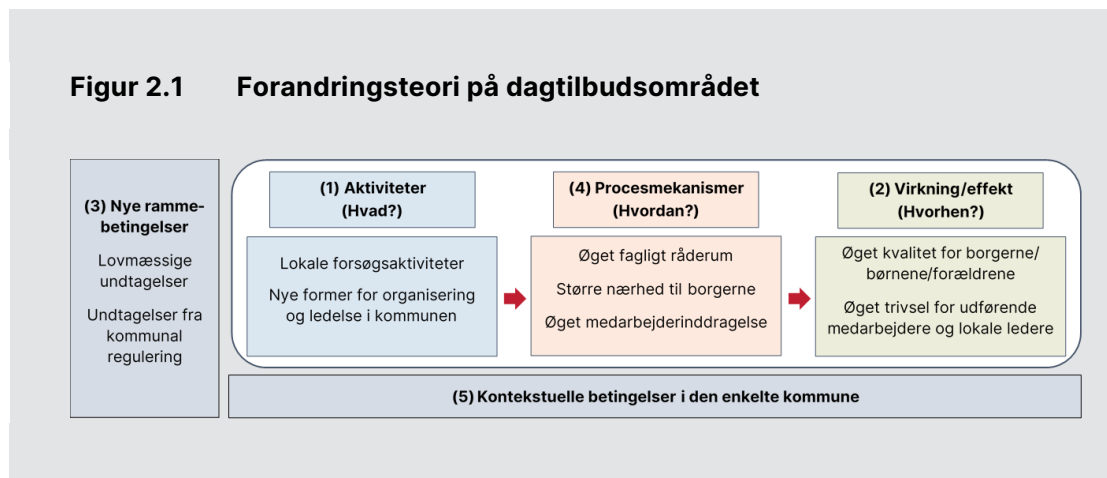 Figur 2.1 Forandringsteori på dagtilbudsområdet
(3) Nye ramme-
betingelser
Lovmæssige
undtagelser
Undtagelser fra
kommunal
regulering
(1) Aktiviteter
(Hvad?)
Lokale forsøgsaktiviteter
Nye former for organisering
og ledelse i kommunen
(4) Procesmekanismer
(Hvordan?)
Øget fagligt råderum
Større nærhed til borgerne
Øget medarbejderinddragelse
(2) Virkning/effekt
(Hvorhen?)
Øget kvalitet for borgerne/
børnene/forældrene
Øget trivsel for udførende
medarbejdere og lokale ledere
(5) Kontekstuelle betingelser i den enkelte kommune